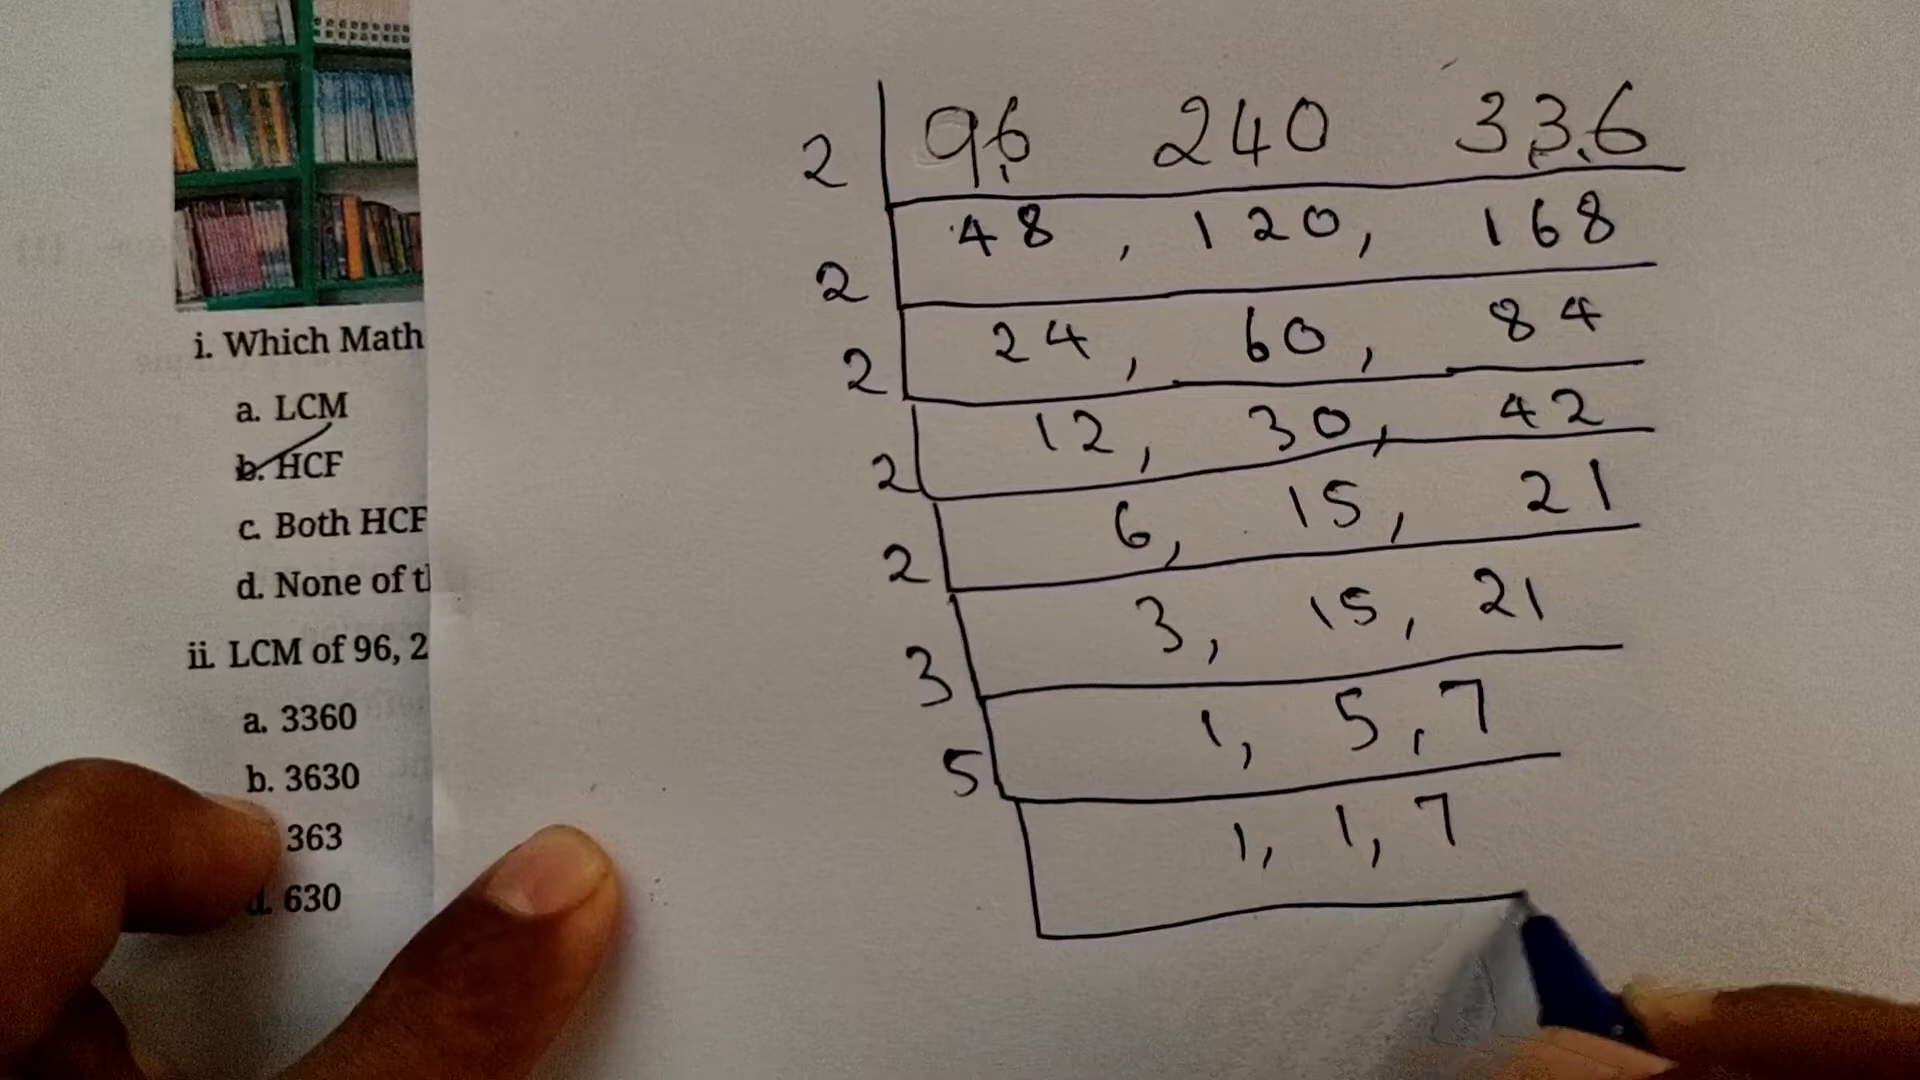 i. Which Math
a. LCM
b. HCF
c. Both HCF
d. None of t
ii. LCM of 96, 2
a. 3360
b. 3630
363
d. 630
2 96 240 336
2 48, 120, 168
2 24, 60, 84
2 12, 30, 42
2 6, 15, 21
3 3, 15, 21
5 1, 5, 7
1, 1, 7